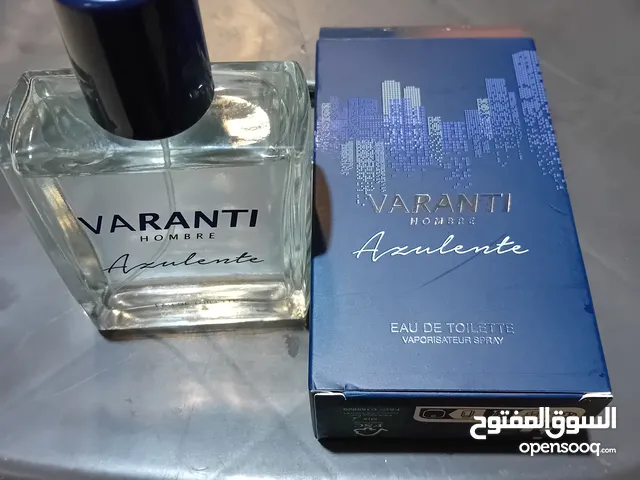 VARANTI
HOMBRE
Azulente
VARANTI
HOMBRE
Azulente
EAU DE TOILETTE
VAPORISATEUR SPRAY
السوق المفتوح
opensooq.com